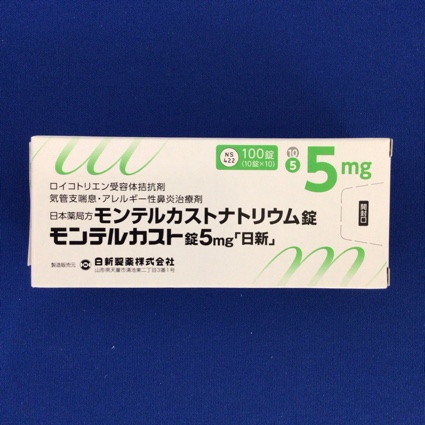 NS
422
100錠
(10錠×10)
10
5
5mg
ロイコトリエン受容体拮抗剤
気管支喘息・アレルギー性鼻炎治療剤
日本薬局方 モンテルカストナトリウム錠
モンテルカスト錠5mg「日新」
開封口
製造販売元 日新製薬株式会社
山形県天童市清池東二丁目3番1号